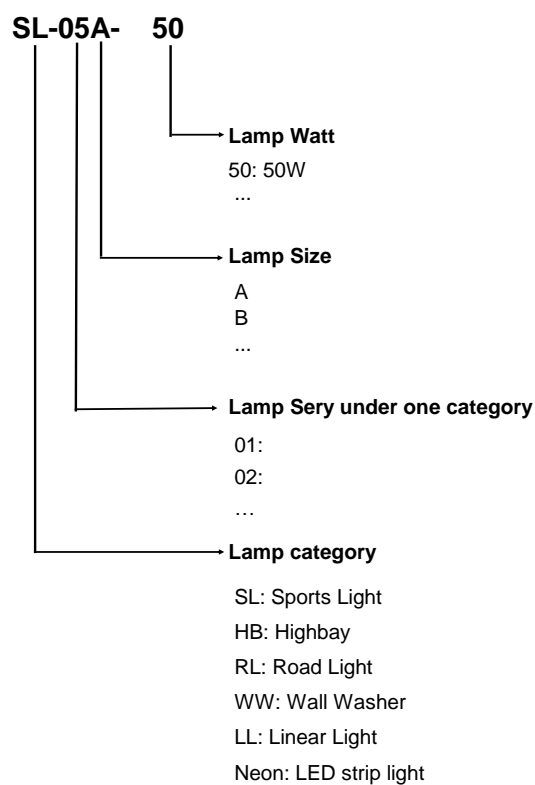 SL-05A- 50
Lamp Watt
50: 50W
...
Lamp Size
A
B
...
Lamp Sery under one category
01:
02:
…
Lamp category
SL: Sports Light
HB: Highbay
RL: Road Light
WW: Wall Washer
LL: Linear Light
Neon: LED strip light